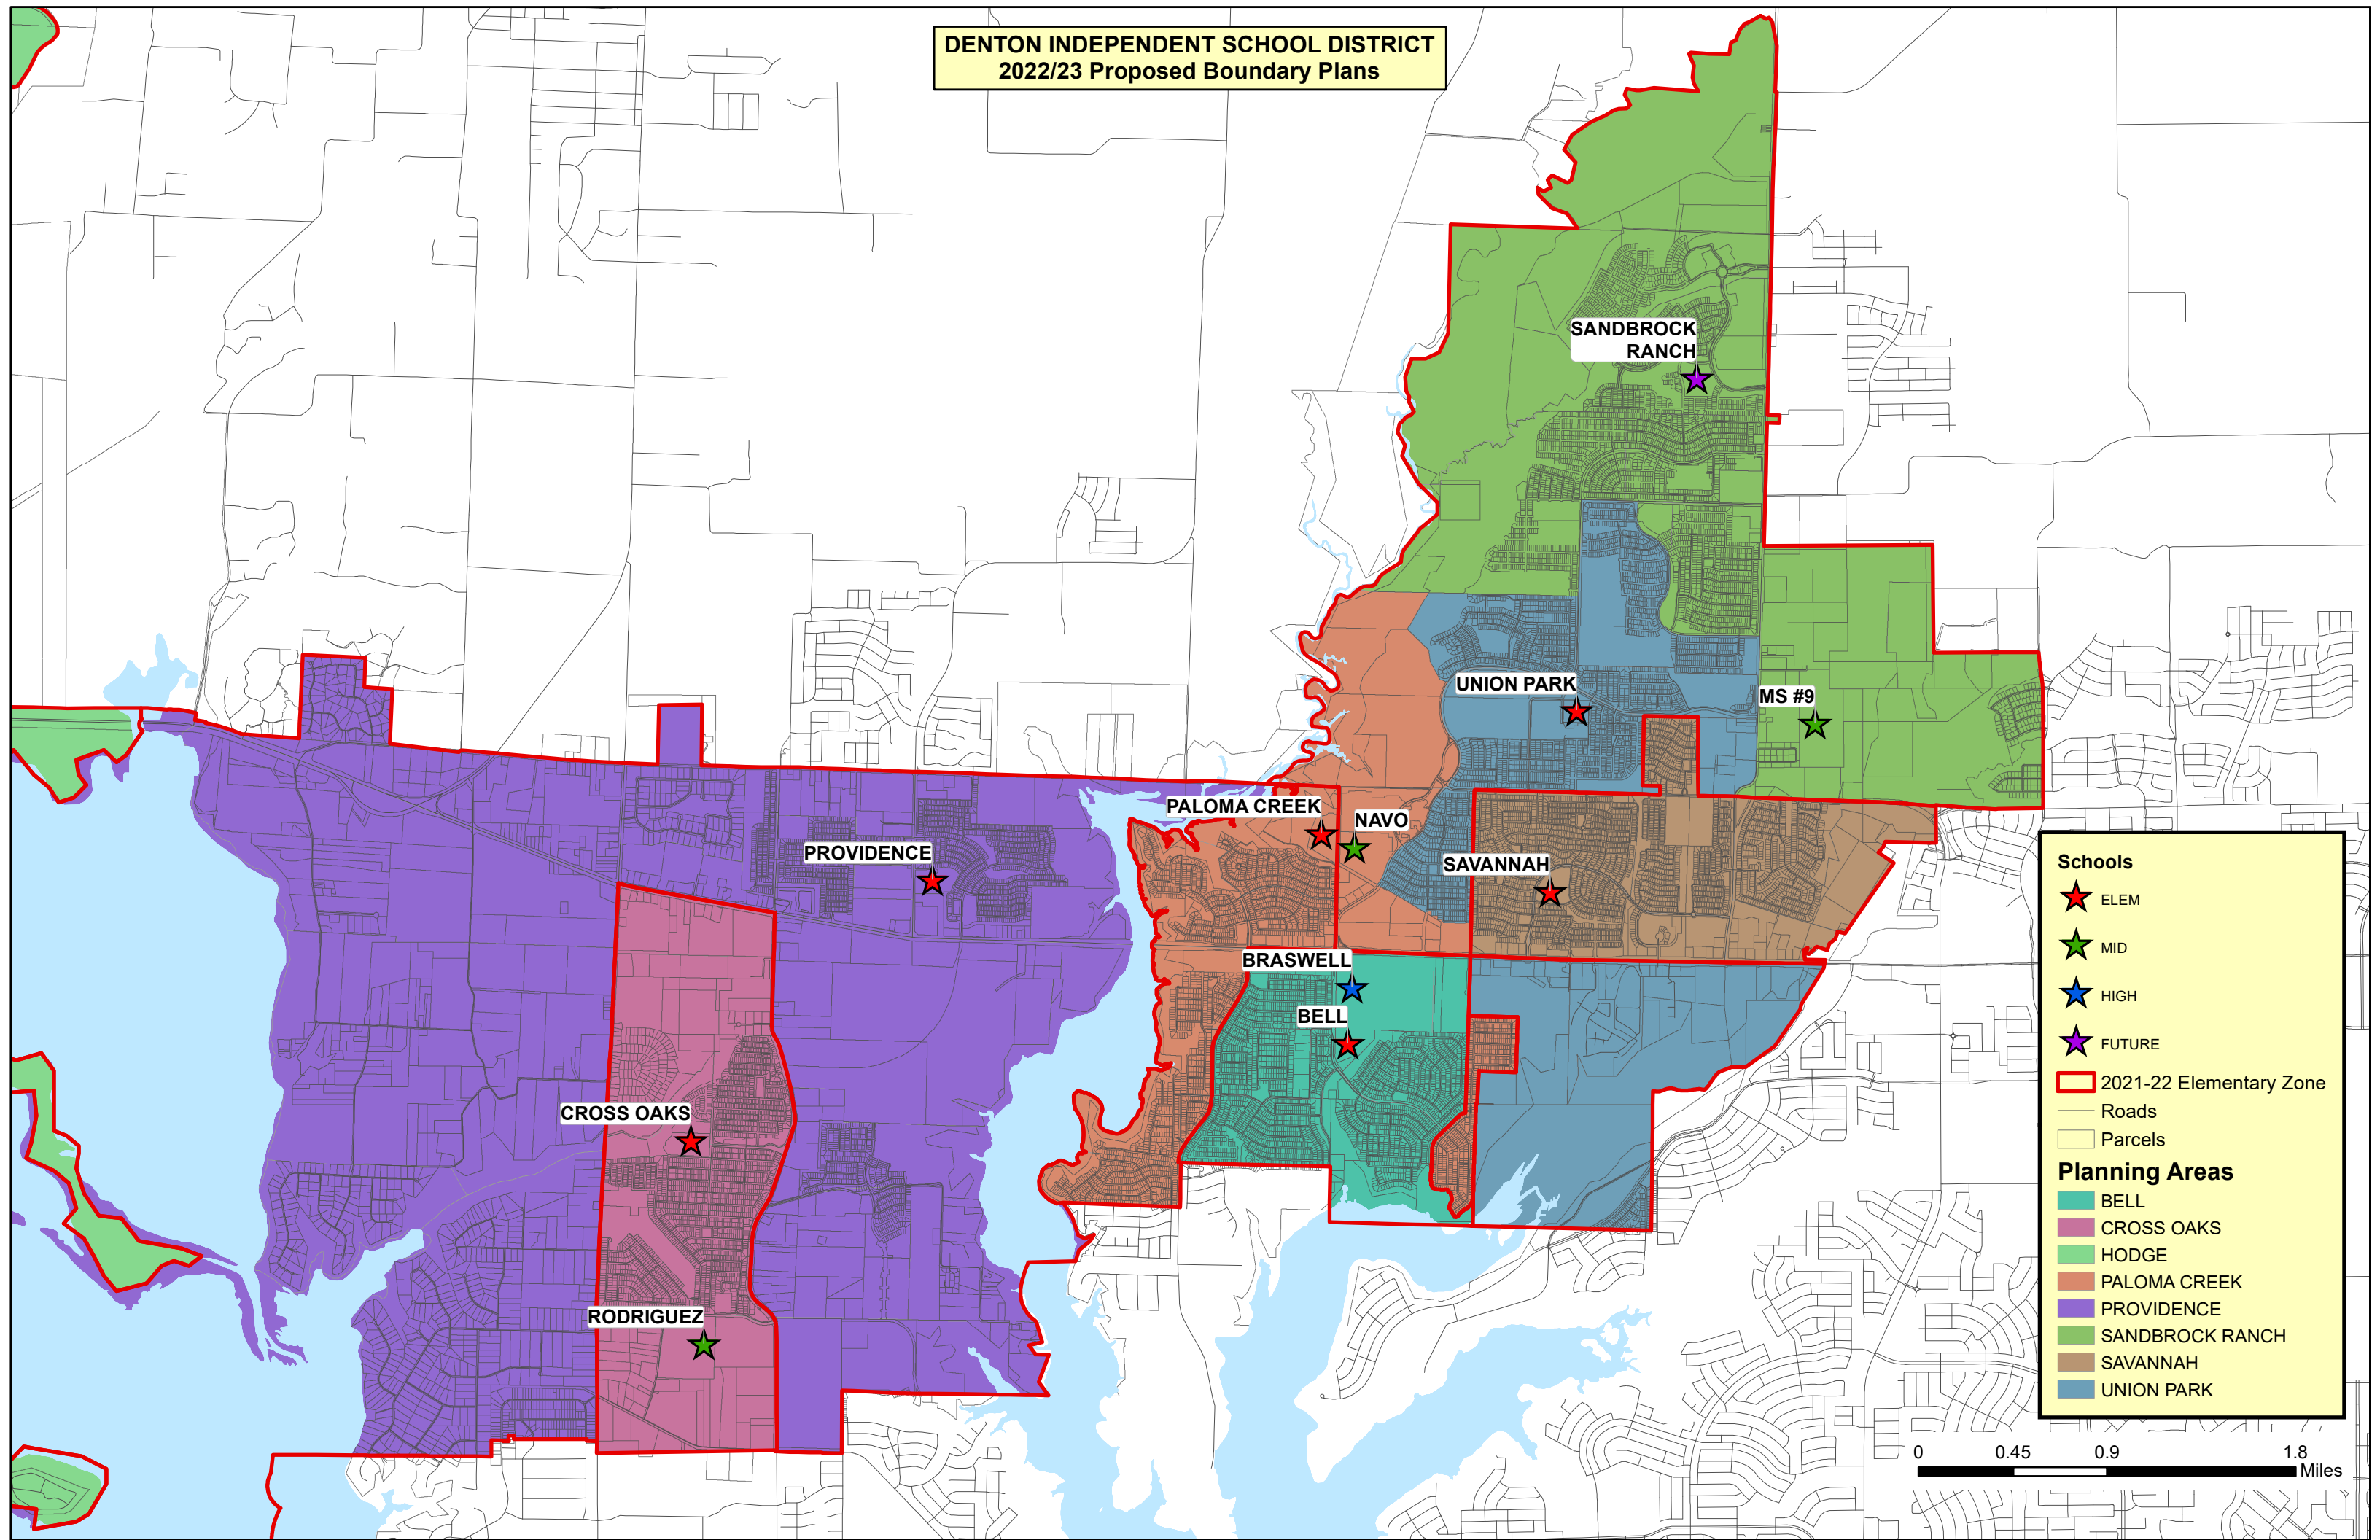 DENTON INDEPENDENT SCHOOL DISTRICT
2022/23 Proposed Boundary Plans
SANDBROCK
RANCH
UNION PARK
MS #9
PALOMA CREEK
NAVO
PROVIDENCE
SAVANNAH
BRASWELL
BELL
CROSS OAKS
RODRIGUEZ
Schools
ELEM
MID
HIGH
FUTURE
2021-22 Elementary Zone
Roads
Parcels
Planning Areas
BELL
CROSS OAKS
HODGE
PALOMA CREEK
PROVIDENCE
SANDBROCK RANCH
SAVANNAH
UNION PARK
0 0.45 0.9 1.8
Miles